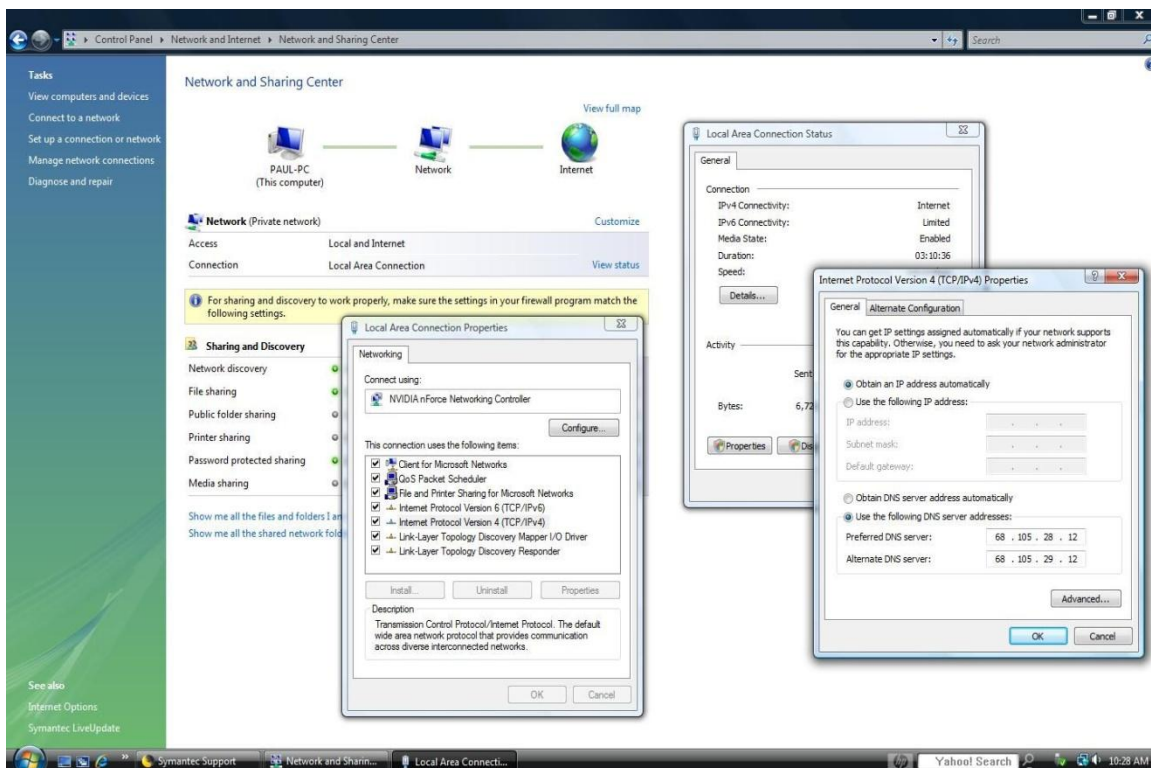 Control Panel ▸ Network and Internet ▸ Network and Sharing Center
Search
Tasks
View computers and devices
Connect to a network
Set up a connection or network
Manage network connections
Diagnose and repair
See also
Internet Options
Symantec LiveUpdate
Network and Sharing Center
View full map
PAUL-PC
(This computer)
Network
Internet
Network (Private network)
Customize
Access Local and Internet
Connection Local Area Connection View status
For sharing and discovery to work properly, make sure the settings in your firewall program match the
following settings.
Sharing and Discovery
Network discovery
File sharing
Public folder sharing
Printer sharing
Password protected sharing
Media sharing
Show me all the files and folders I
Show me all the shared network
Local Area Connection Properties
Networking
Connect using:
NVIDIA nForce Networking Controller
Configure...
This connection uses the following items:
Client for Microsoft Networks
QoS Packet Scheduler
File and Printer Sharing for Microsoft Networks
Internet Protocol Version 6 (TCP/IPv6)
Internet Protocol Version 4 (TCP/IPv4)
Link-Layer Topology Discovery Mapper I/O Driver
Link-Layer Topology Discovery Responder
Install... Uninstall Properties
Description
Transmission Control Protocol/Internet Protocol. The default
wide area network protocol that provides communication
across diverse interconnected networks.
OK Cancel
Local Area Connection Status
General
Connection
IPv4 Connectivity: Internet
IPv6 Connectivity: Limited
Media State: Enabled
Duration: 03:10:36
Speed:
Details...
Activity
Sent
Bytes: 6,72
Properties
Internet Protocol Version 4 (TCP/IPv4) Properties
General Alternate Configuration
You can get IP settings assigned automatically if your network supports
this capability. Otherwise, you need to ask your network administrator
for the appropriate IP settings.
Obtain an IP address automatically
Use the following IP address:
IP address:
Subnet mask:
Default gateway:
Obtain DNS server address automatically
Use the following DNS server addresses:
Preferred DNS server: 68 . 105 . 28 . 12
Alternate DNS server: 68 . 105 . 29 . 12
Advanced...
OK Cancel
Symantec Support
Network and Sharin...
Local Area Connecti...
hp
Yahoo! Search
10:28 AM